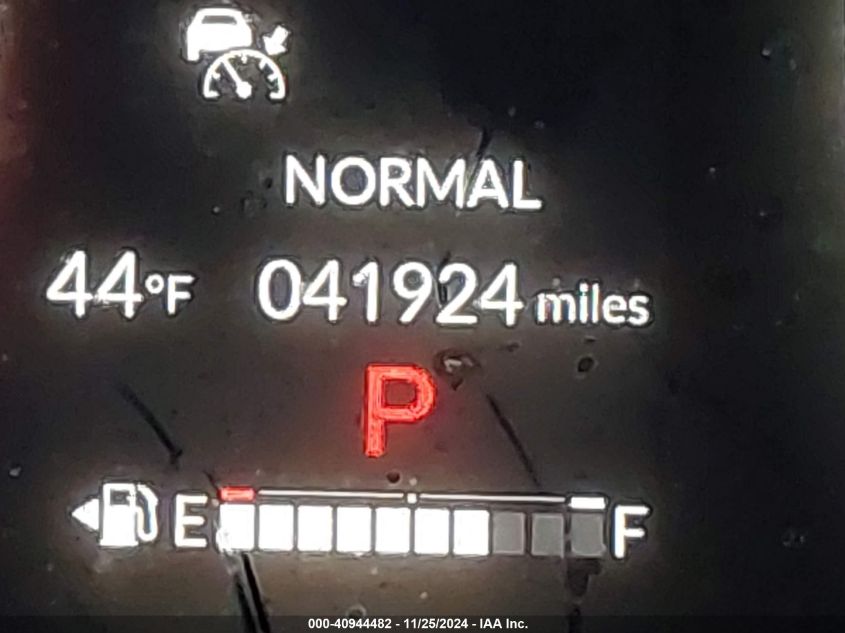 NORMAL
44°F 041924 miles
P
E F
000-40944482 - 11/25/2024 - IAA Inc.